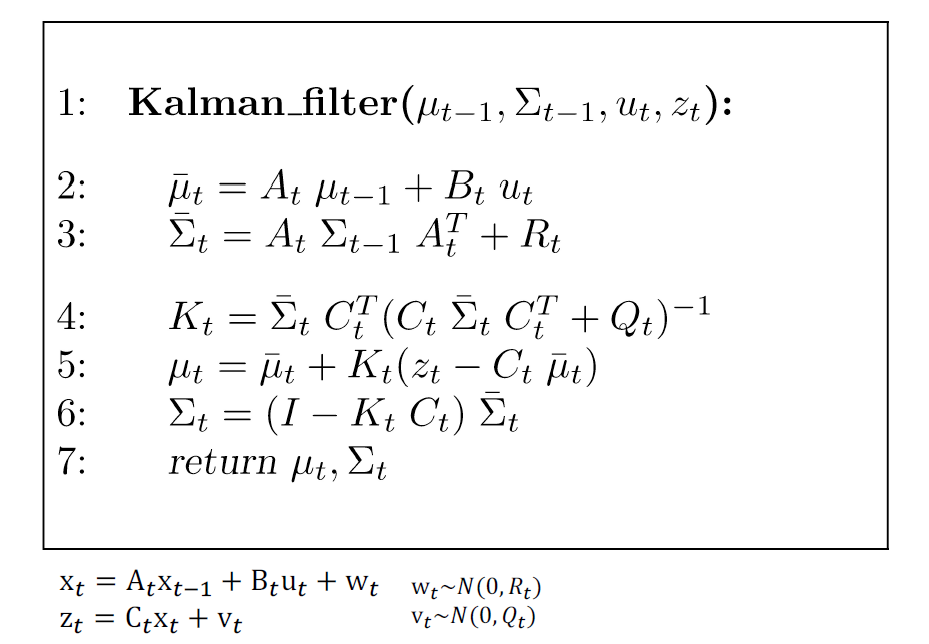 1: Kalman_filter(μ_{t−1}, Σ_{t−1}, u_t, z_t):
2: μ̄_t = A_t μ_{t−1} + B_t u_t
3: Σ̄_t = A_t Σ_{t−1} A_t^T + R_t
4: K_t = Σ̄_t C_t^T (C_t Σ̄_t C_t^T + Q_t)^{−1}
5: μ_t = μ̄_t + K_t(z_t − C_t μ̄_t)
6: Σ_t = (I − K_t C_t) Σ̄_t
7: return μ_t, Σ_t
x_t = A_t x_{t−1} + B_t u_t + w_t w_t~N(0, R_t)
z_t = C_t x_t + v_t v_t~N(0, Q_t)